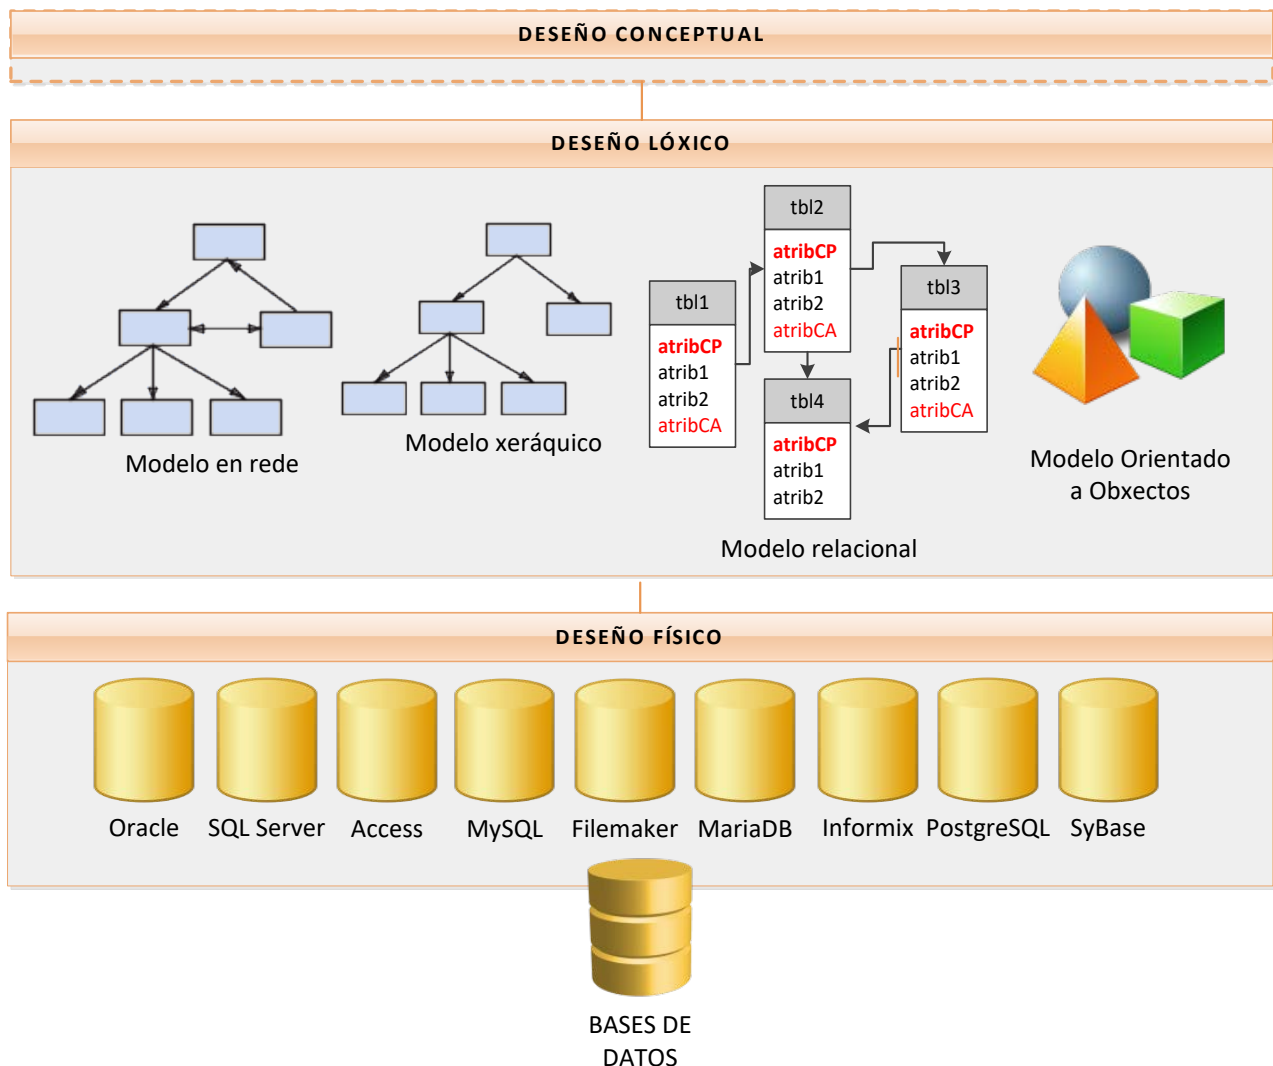 DESEÑO CONCEPTUAL
DESEÑO LÓXICO
Modelo en rede
Modelo xeráquico
tbl1
atribCP
atrib1
atrib2
atribCA
tbl2
atribCP
atrib1
atrib2
atribCA
tbl3
atribCP
atrib1
atrib2
atribCA
tbl4
atribCP
atrib1
atrib2
Modelo relacional
Modelo Orientado
a Obxectos
DESEÑO FÍSICO
Oracle
SQL Server
Access
MySQL
Filemaker
MariaDB
Informix
PostgreSQL
SyBase
BASES DE
DATOS